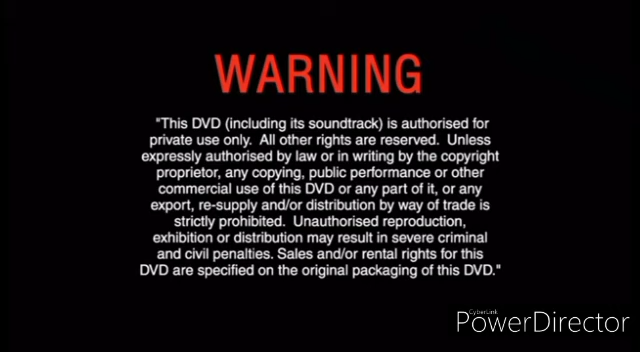 WARNING
"This DVD (including its soundtrack) is authorised for
private use only. All other rights are reserved. Unless
expressly authorised by law or in writing by the copyright
proprietor, any copying, public performance or other
commercial use of this DVD or any part of it, or any
export, re-supply and/or distribution by way of trade is
strictly prohibited. Unauthorised reproduction,
exhibition or distribution may result in severe criminal
and civil penalties. Sales and/or rental rights for this
DVD are specified on the original packaging of this DVD."
CyberLink
PowerDirector